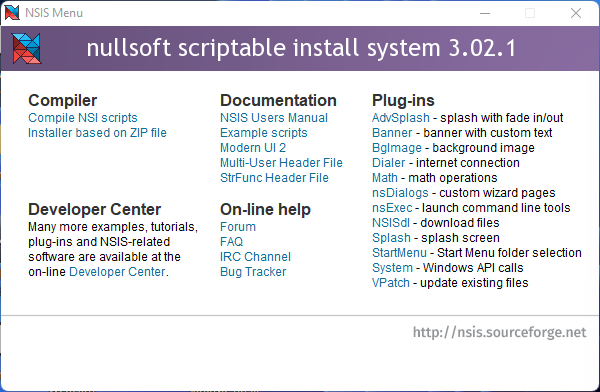 NSIS Menu
nullsoft scriptable install system 3.02.1
Compiler
Compile NSI scripts
Installer based on ZIP file
Documentation
NSIS Users Manual
Example scripts
Modern UI 2
Multi-User Header File
StrFunc Header File
Plug-ins
AdvSplash - splash with fade in/out
Banner - banner with custom text
BgImage - background image
Dialer - internet connection
Math - math operations
nsDialogs - custom wizard pages
nsExec - launch command line tools
NSISdl - download files
Splash - splash screen
StartMenu - Start Menu folder selection
System - Windows API calls
VPatch - update existing files
Developer Center
Many more examples, tutorials,
plug-ins and NSIS-related
software are available at the
on-line Developer Center.
On-line help
Forum
FAQ
IRC Channel
Bug Tracker
http://nsis.sourceforge.net